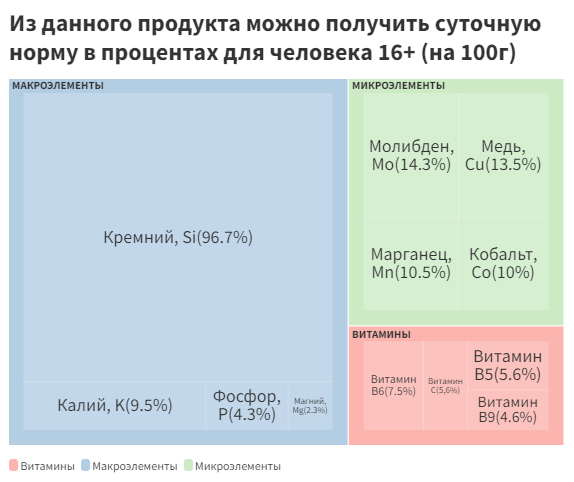 Из данного продукта можно получить суточную
норму в процентах для человека 16+ (на 100г)
МАКРОЭЛЕМЕНТЫ
Кремний, Si(96.7%)
Калий, K(9.5%)
Фосфор,
P(4.3%)
Магний,
Mg(2.3%)
МИКРОЭЛЕМЕНТЫ
Молибден,
Mo(14.3%)
Медь,
Cu(13.5%)
Марганец,
Mn(10.5%)
Кобальт,
Co(10%)
ВИТАМИНЫ
Витамин
B6(7.5%)
Витамин
C(5,6%)
Витамин
B5(5.6%)
Витамин
B9(4.6%)
Витамины Макроэлементы Микроэлементы